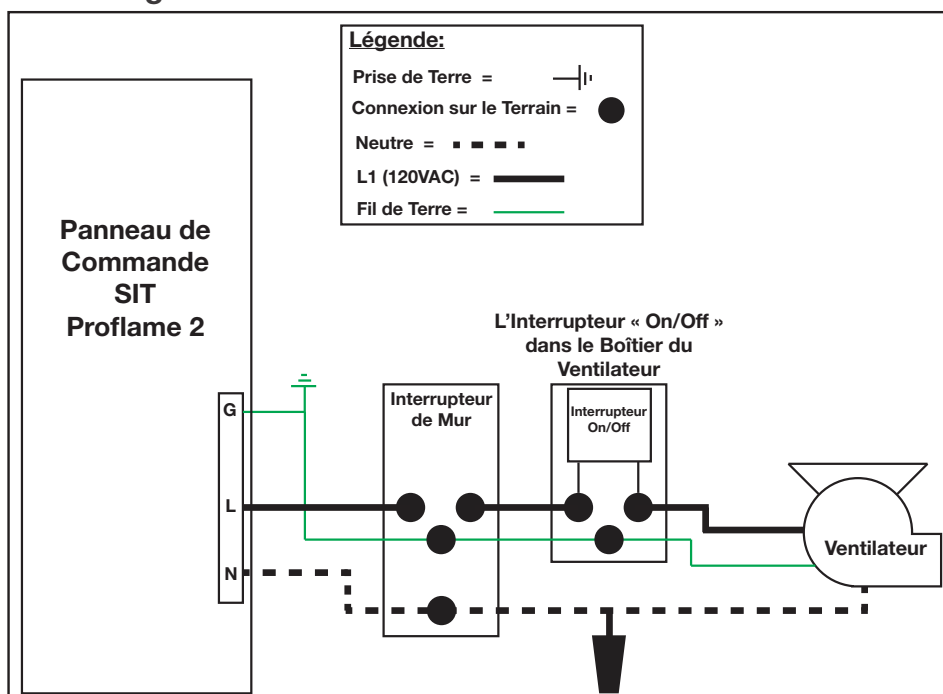 Légende:
Prise de Terre =
Connexion sur le Terrain =
Neutre =
L1 (120VAC) =
Fil de Terre =
Panneau de
Commande
SIT
Proflame 2
L'Interrupteur « On/Off »
dans le Boîtier du
Ventilateur
Interrupteur
de Mur
Interrupteur
On/Off
G
L
N
Ventilateur